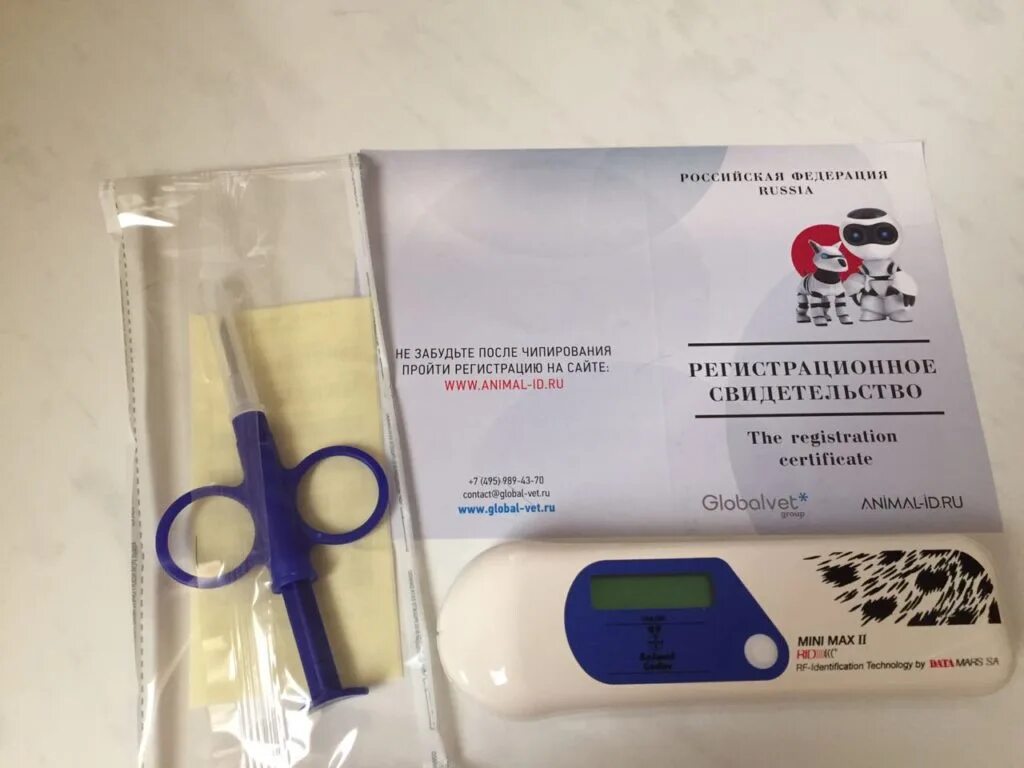 РОССИЙСКАЯ ФЕДЕРАЦИЯ
RUSSIA
НЕ ЗАБУДЬТЕ ПОСЛЕ ЧИПИРОВАНИЯ
ПРОЙТИ РЕГИСТРАЦИЮ НА САЙТЕ:
WWW.ANIMAL-ID.RU
РЕГИСТРАЦИОННОЕ
СВИДЕТЕЛЬСТВО
The registration
certificate
+7 (495) 989-43-70
contact@global-vet.ru
www.global-vet.ru
Globalvet*
group
ANIMAL-ID.RU
MINI MAX II
RF-Identification Technology by DATA MARS SA